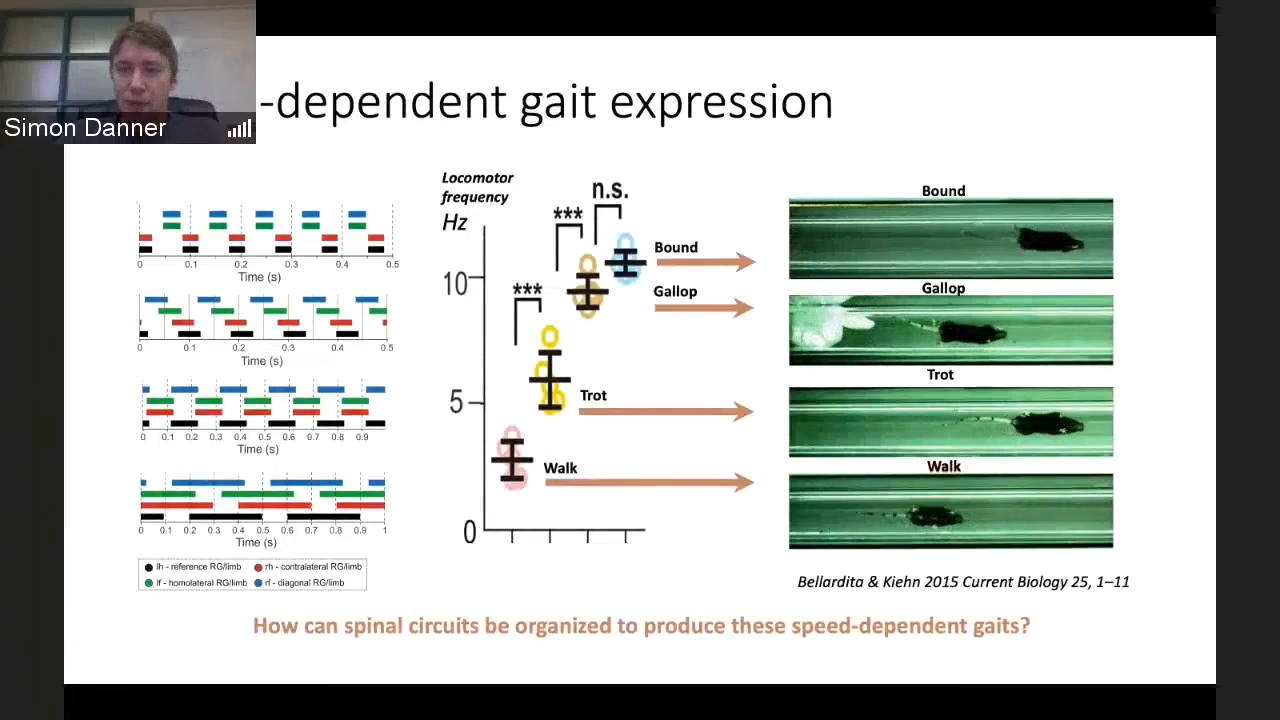 Simon Danner
-dependent gait expression
Locomotor
frequency
Hz
n.s.
***
***
10
5
0
Bound
Gallop
Trot
Walk
0 0.1 0.2 0.3 0.4 0.5
Time (s)
0 0.1 0.2 0.3 0.4 0.5
Time (s)
0 0.1 0.2 0.3 0.4 0.5 0.6 0.7 0.8 0.9
Time (s)
0 0.1 0.2 0.3 0.4 0.5 0.6 0.7 0.8 0.9 1
Time (s)
lh - reference RG/limb rh - contralateral RG/limb
lf - homolateral RG/limb rf - diagonal RG/limb
Bound
Gallop
Trot
Walk
Bellardita & Kiehn 2015 Current Biology 25, 1–11
How can spinal circuits be organized to produce these speed-dependent gaits?